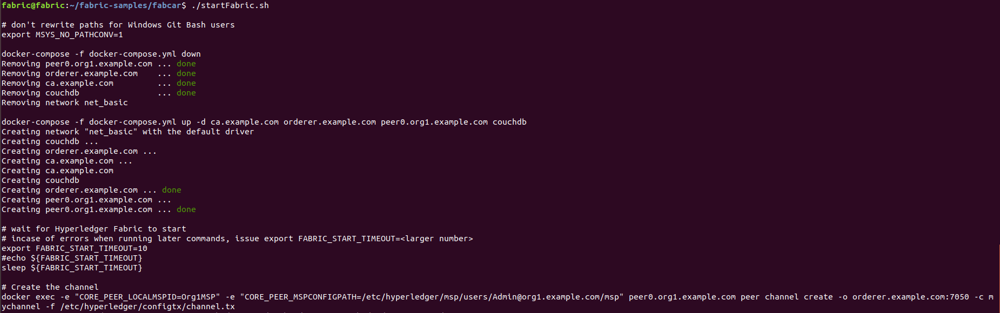 fabric@fabric:~/fabric-samples/fabcar$ ./startFabric.sh
# don't rewrite paths for Windows Git Bash users
export MSYS_NO_PATHCONV=1
docker-compose -f docker-compose.yml down
Removing peer0.org1.example.com ... done
Removing orderer.example.com    ... done
Removing ca.example.com         ... done
Removing couchdb                ... done
Removing network net_basic
docker-compose -f docker-compose.yml up -d ca.example.com orderer.example.com peer0.org1.example.com couchdb
Creating network "net_basic" with the default driver
Creating couchdb ...
Creating orderer.example.com ...
Creating ca.example.com ...
Creating ca.example.com
Creating couchdb
Creating orderer.example.com ... done
Creating peer0.org1.example.com ...
Creating peer0.org1.example.com ... done
# wait for Hyperledger Fabric to start
# incase of errors when running later commands, issue export FABRIC_START_TIMEOUT=<larger number>
export FABRIC_START_TIMEOUT=10
#echo ${FABRIC_START_TIMEOUT}
sleep ${FABRIC_START_TIMEOUT}
# Create the channel
docker exec -e "CORE_PEER_LOCALMSPID=Org1MSP" -e "CORE_PEER_MSPCONFIGPATH=/etc/hyperledger/msp/users/Admin@org1.example.com/msp" peer0.org1.example.com peer channel create -o orderer.example.com:7050 -c m
ychannel -f /etc/hyperledger/configtx/channel.tx